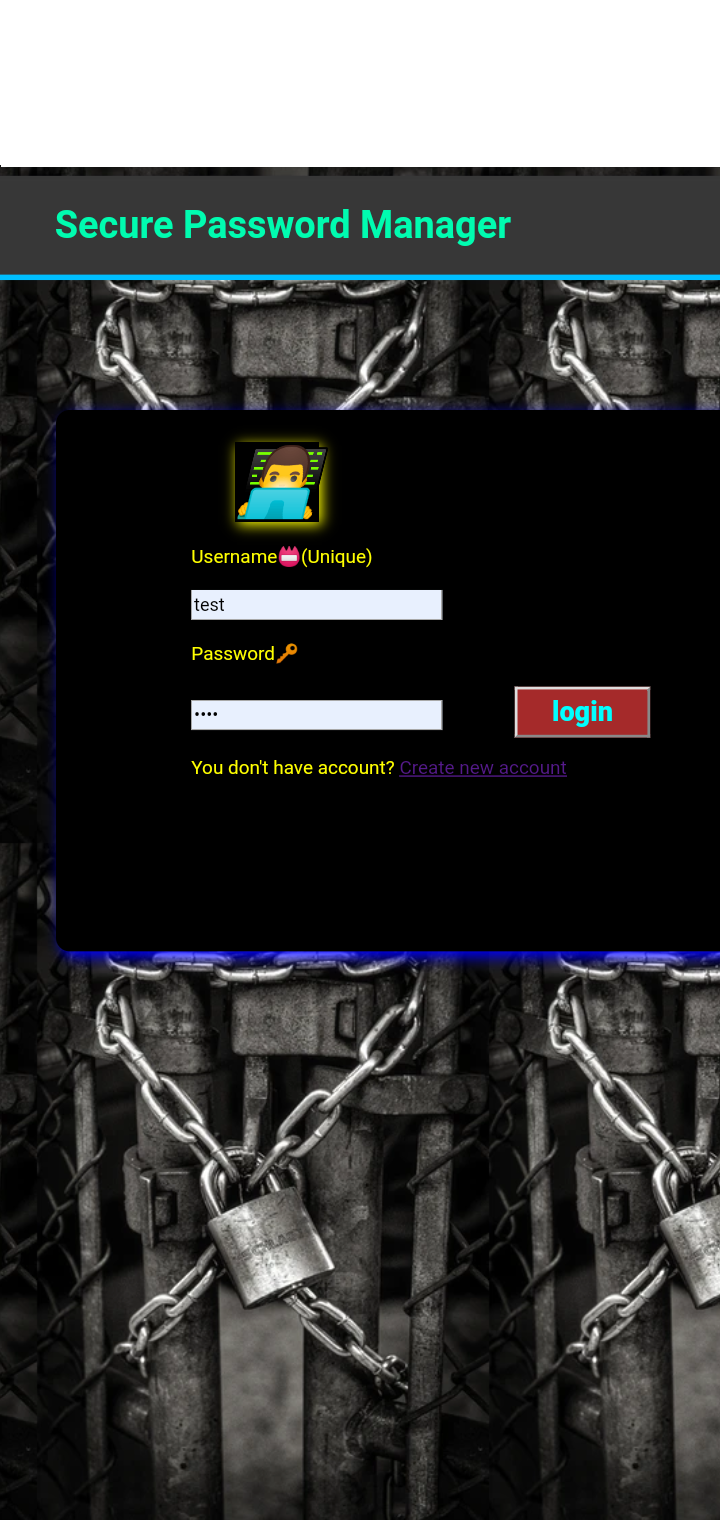 Secure Password Manager
Username📛(Unique)
test
Password🔑
••••
login
You don't have account? Create new account